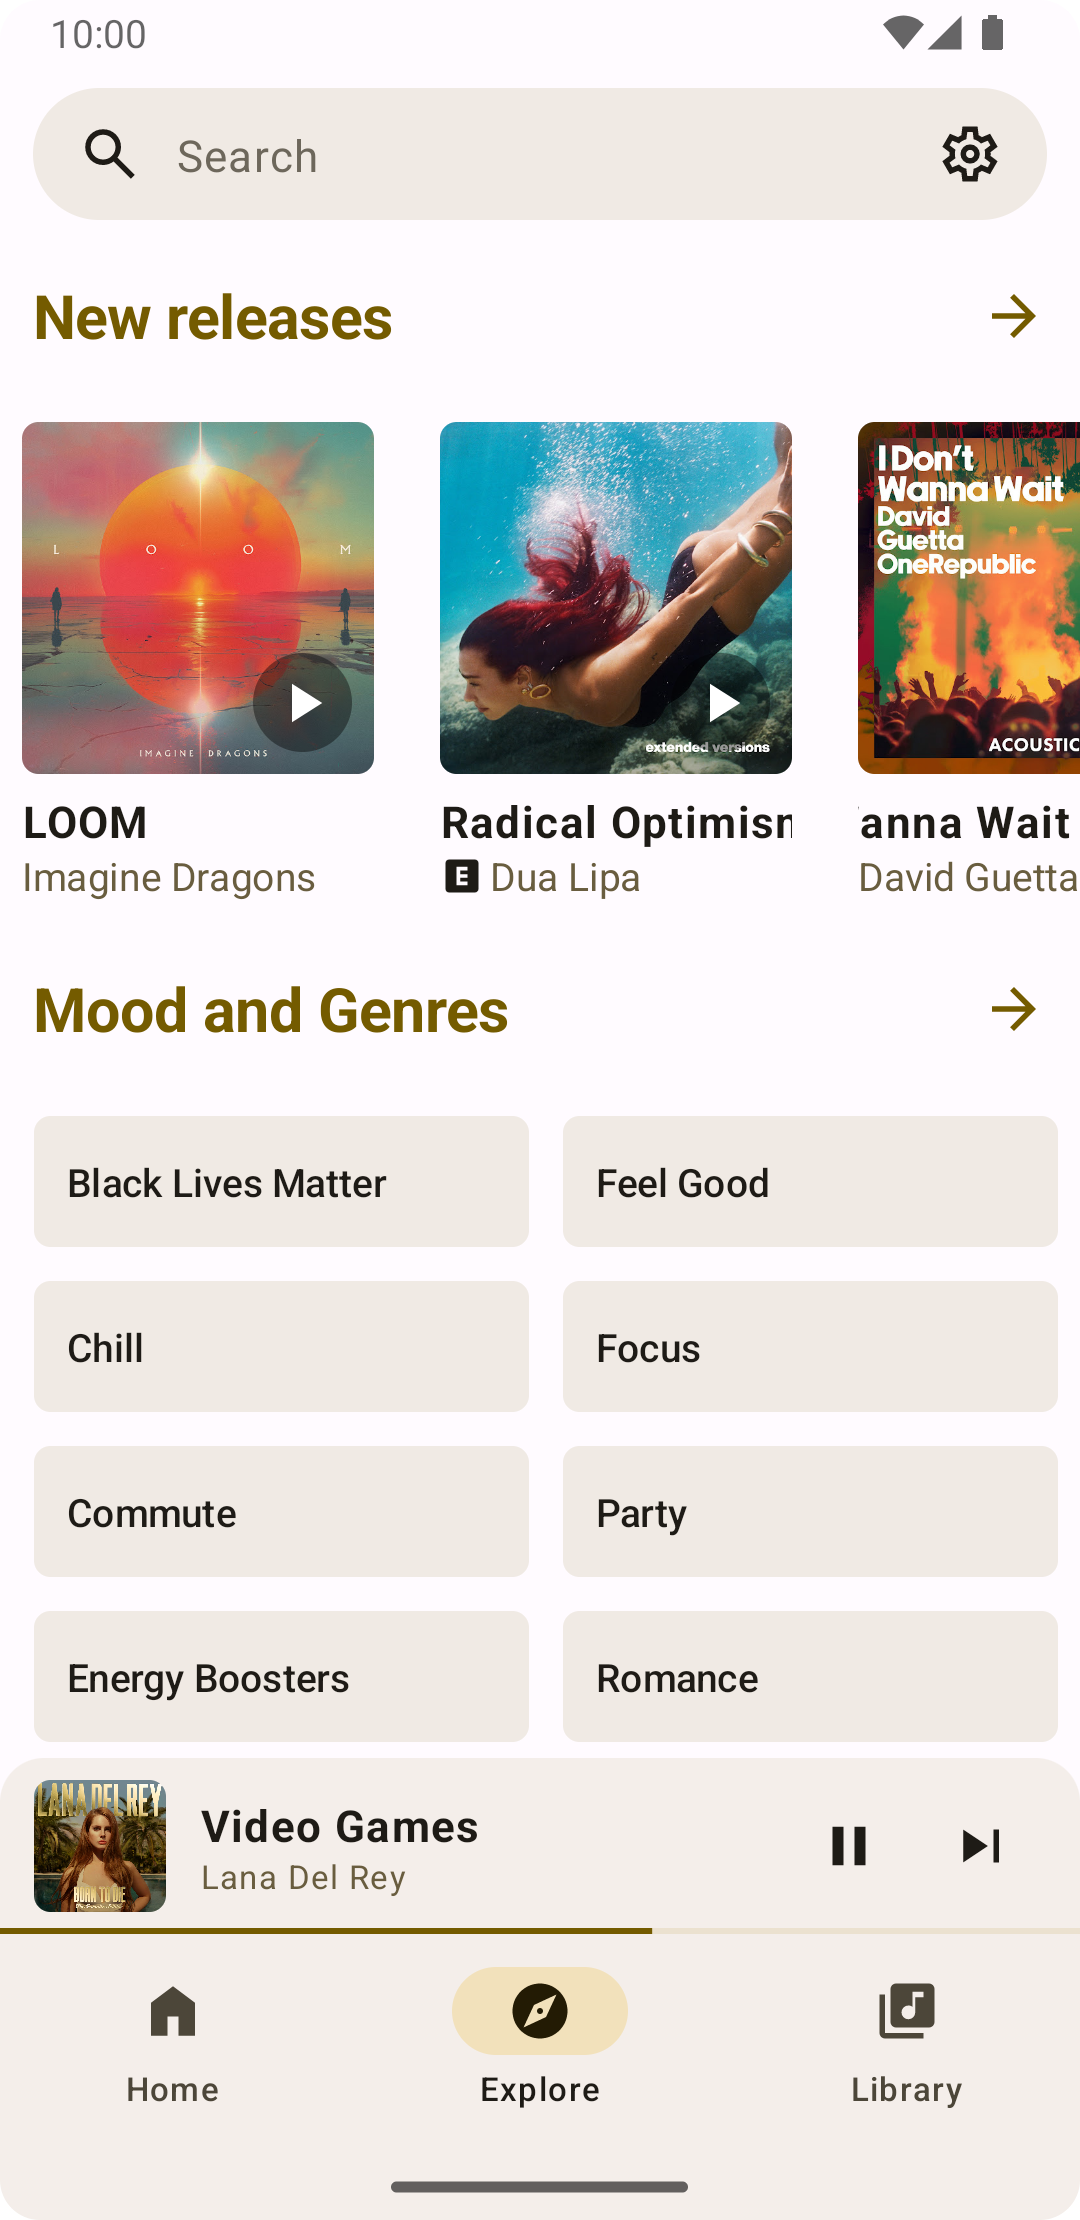 10:00
Search
New releases
L O O M
IMAGINE DRAGONS
extended versions
I Don't
Wanna Wait
David
Guetta
OneRepublic
ACOUSTIC
LOOM
Radical Optimism
anna Wait
Imagine Dragons
E Dua Lipa
David Guetta
Mood and Genres
Black Lives Matter
Feel Good
Chill
Focus
Commute
Party
Energy Boosters
Romance
LANA DEL REY
BORN TO DIE
Video Games
Lana Del Rey
Home
Explore
Library